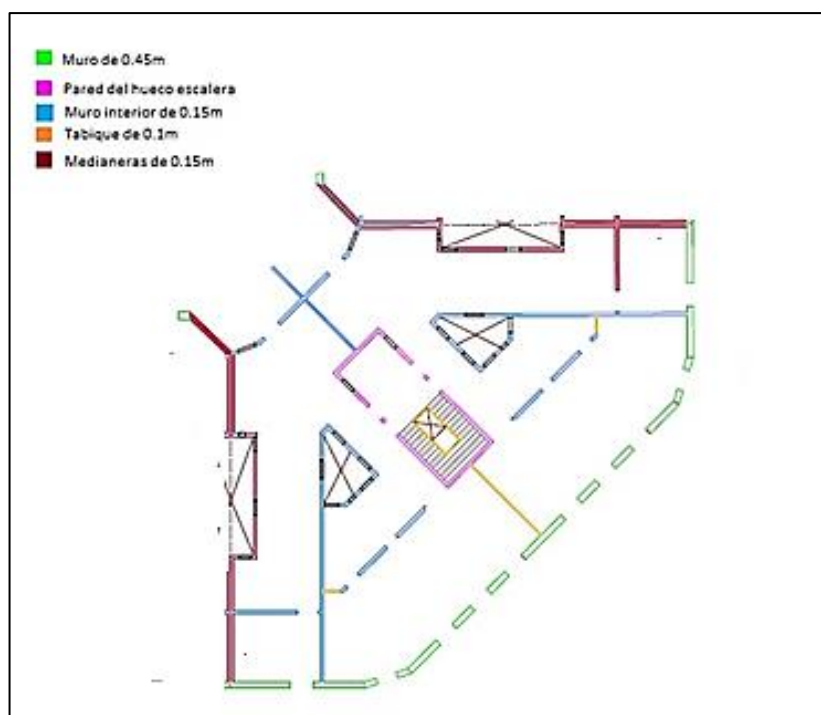 Muro de 0.45m
Pared del hueco escalera
Muro interior de 0.15m
Tabique de 0.1m
Medianeras de 0.15m